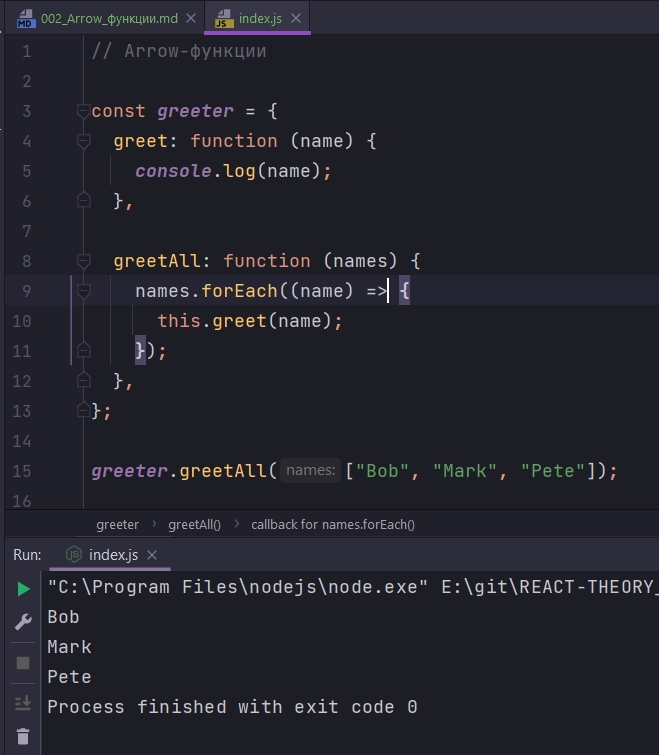 MD 002_Arrow_функции.md JS index.js
1 // Arrow-функции
2
3 const greeter = {
4 greet: function (name) {
5 console.log(name);
6 },
7
8 greetAll: function (names) {
9 names.forEach((name) => {
10 this.greet(name);
11 });
12 },
13 };
14
15 greeter.greetAll( names: ["Bob", "Mark", "Pete"]);
16
greeter › greetAll() › callback for names.forEach()
Run: JS index.js
"C:\Program Files\nodejs\node.exe" E:\git\REACT-THEORY_
Bob
Mark
Pete
Process finished with exit code 0